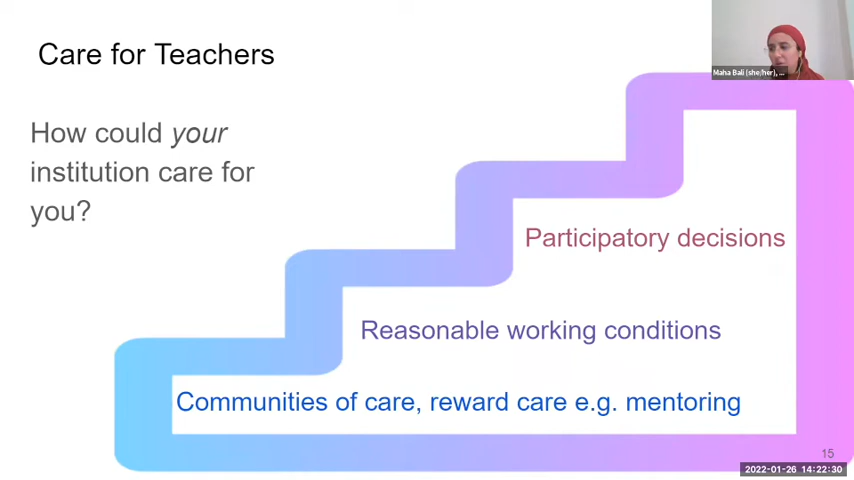 Care for Teachers
Maha Bali (she/her), ...
How could your
institution care for
you?
Participatory decisions
Reasonable working conditions
Communities of care, reward care e.g. mentoring
15
2022-01-26 14:22:30